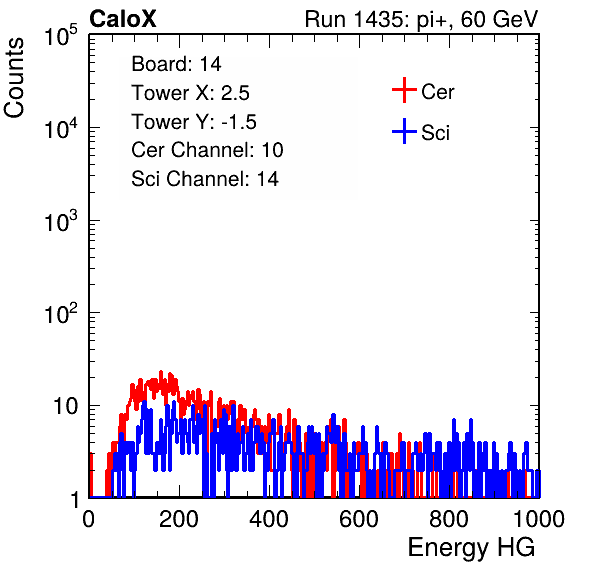 CaloX Run 1435: pi+, 60 GeV
Counts
Board: 14
Tower X: 2.5
Tower Y: -1.5
Cer Channel: 10
Sci Channel: 14
Cer
Sci
10^5
10^4
10^3
10^2
10
1
0 200 400 600 800 1000
Energy HG